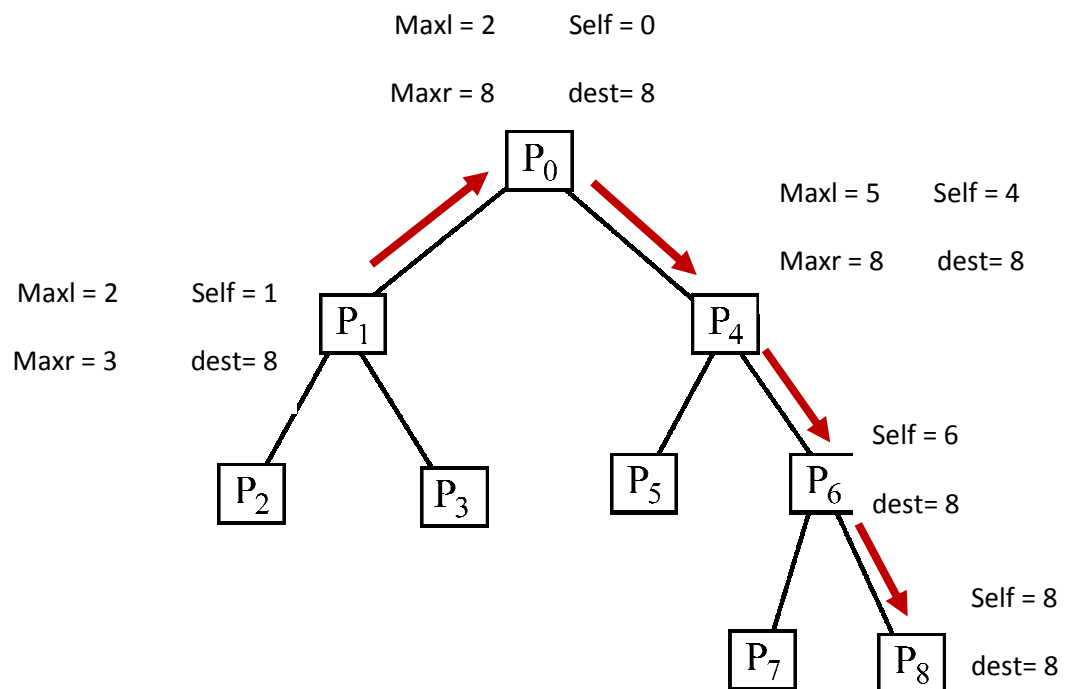 Maxl = 2 Self = 0
Maxr = 8 dest= 8
P0
Maxl = 5 Self = 4
Maxr = 8 dest= 8
Maxl = 2 Self = 1
Maxr = 3 dest= 8
P1
P4
Self = 6
dest= 8
P2
P3
P5
P6
Self = 8
dest= 8
P7
P8